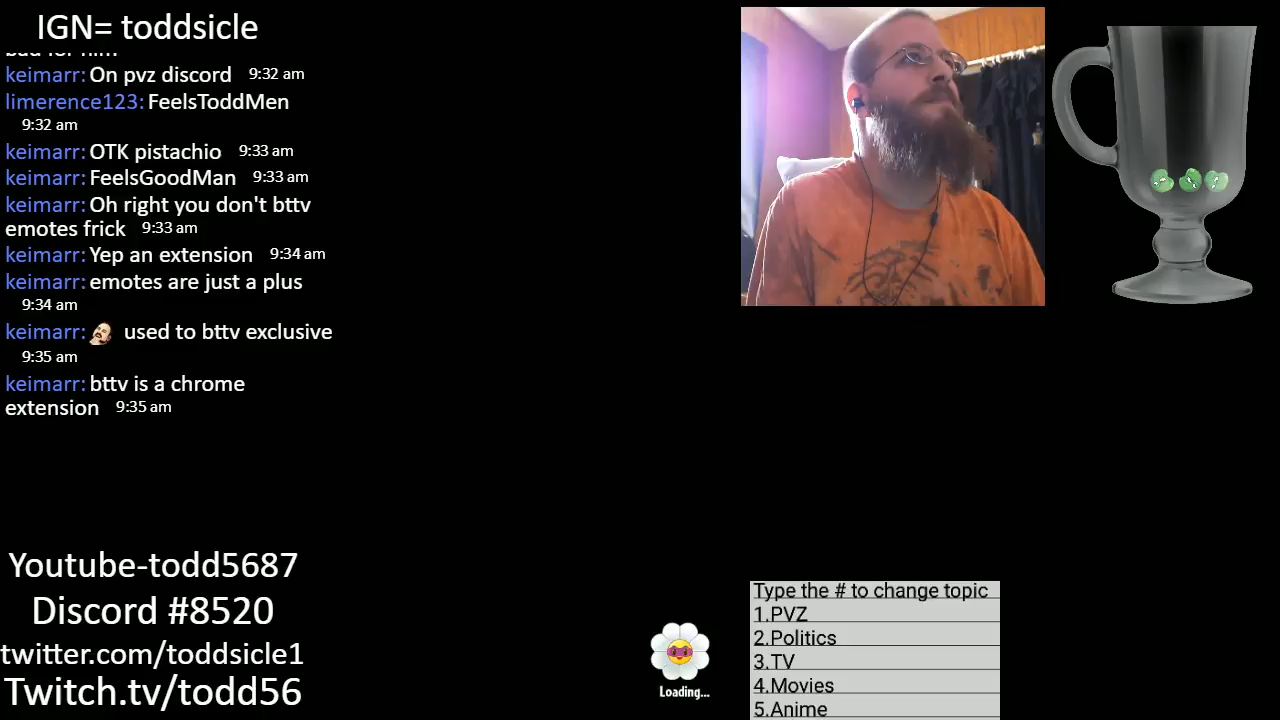 IGN= toddsicle
bad for him.
keimarr: On pvz discord 9:32 am
limerence123: FeelsToddMen
9:32 am
keimarr: OTK pistachio 9:33 am
keimarr: FeelsGoodMan 9:33 am
keimarr: Oh right you don't bttv
emotes frick 9:33 am
keimarr: Yep an extension 9:34 am
keimarr: emotes are just a plus
9:34 am
keimarr: used to bttv exclusive
9:35 am
keimarr: bttv is a chrome
extension 9:35 am
Youtube-todd5687
Discord #8520
twitter.com/toddsicle1
Twitch.tv/todd56
Loading...
Type the # to change topic
1.PVZ
2.Politics
3.TV
4.Movies
5.Anime